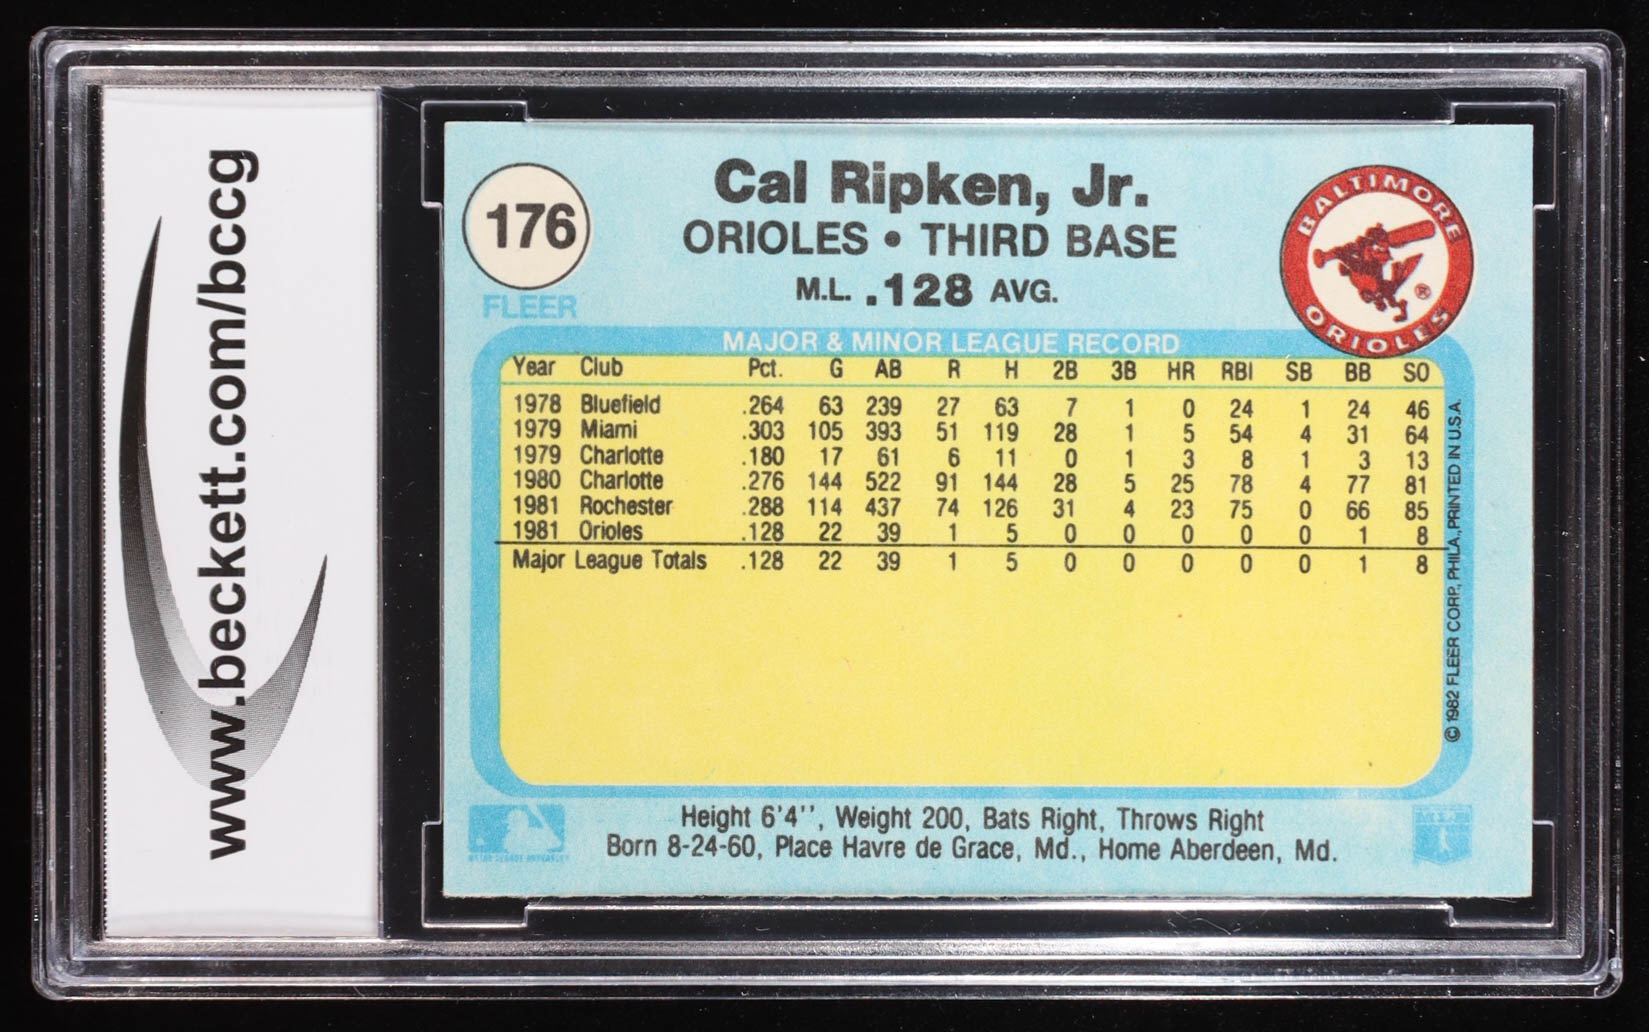 www.beckett.com/bccg
176
FLEER
Cal Ripken, Jr.
ORIOLES • THIRD BASE
M.L. .128 AVG.
BALTIMORE
ORIOLES
®
MAJOR & MINOR LEAGUE RECORD
Year Club Pct. G AB R H 2B 3B HR RBI SB BB SO
1978 Bluefield .264 63 239 27 63 7 1 0 24 1 24 46
1979 Miami .303 105 393 51 119 28 1 5 54 4 31 64
1979 Charlotte .180 17 61 6 11 0 1 3 8 1 3 13
1980 Charlotte .276 144 522 91 144 28 5 25 78 4 77 81
1981 Rochester .288 114 437 74 126 31 4 23 75 0 66 85
1981 Orioles .128 22 39 1 5 0 0 0 0 0 1 8
Major League Totals .128 22 39 1 5 0 0 0 0 0 1 8
© 1982 FLEER CORP., PHILA., PRINTED IN U.S.A.
Height 6'4'', Weight 200, Bats Right, Throws Right
Born 8-24-60, Place Havre de Grace, Md., Home Aberdeen, Md.